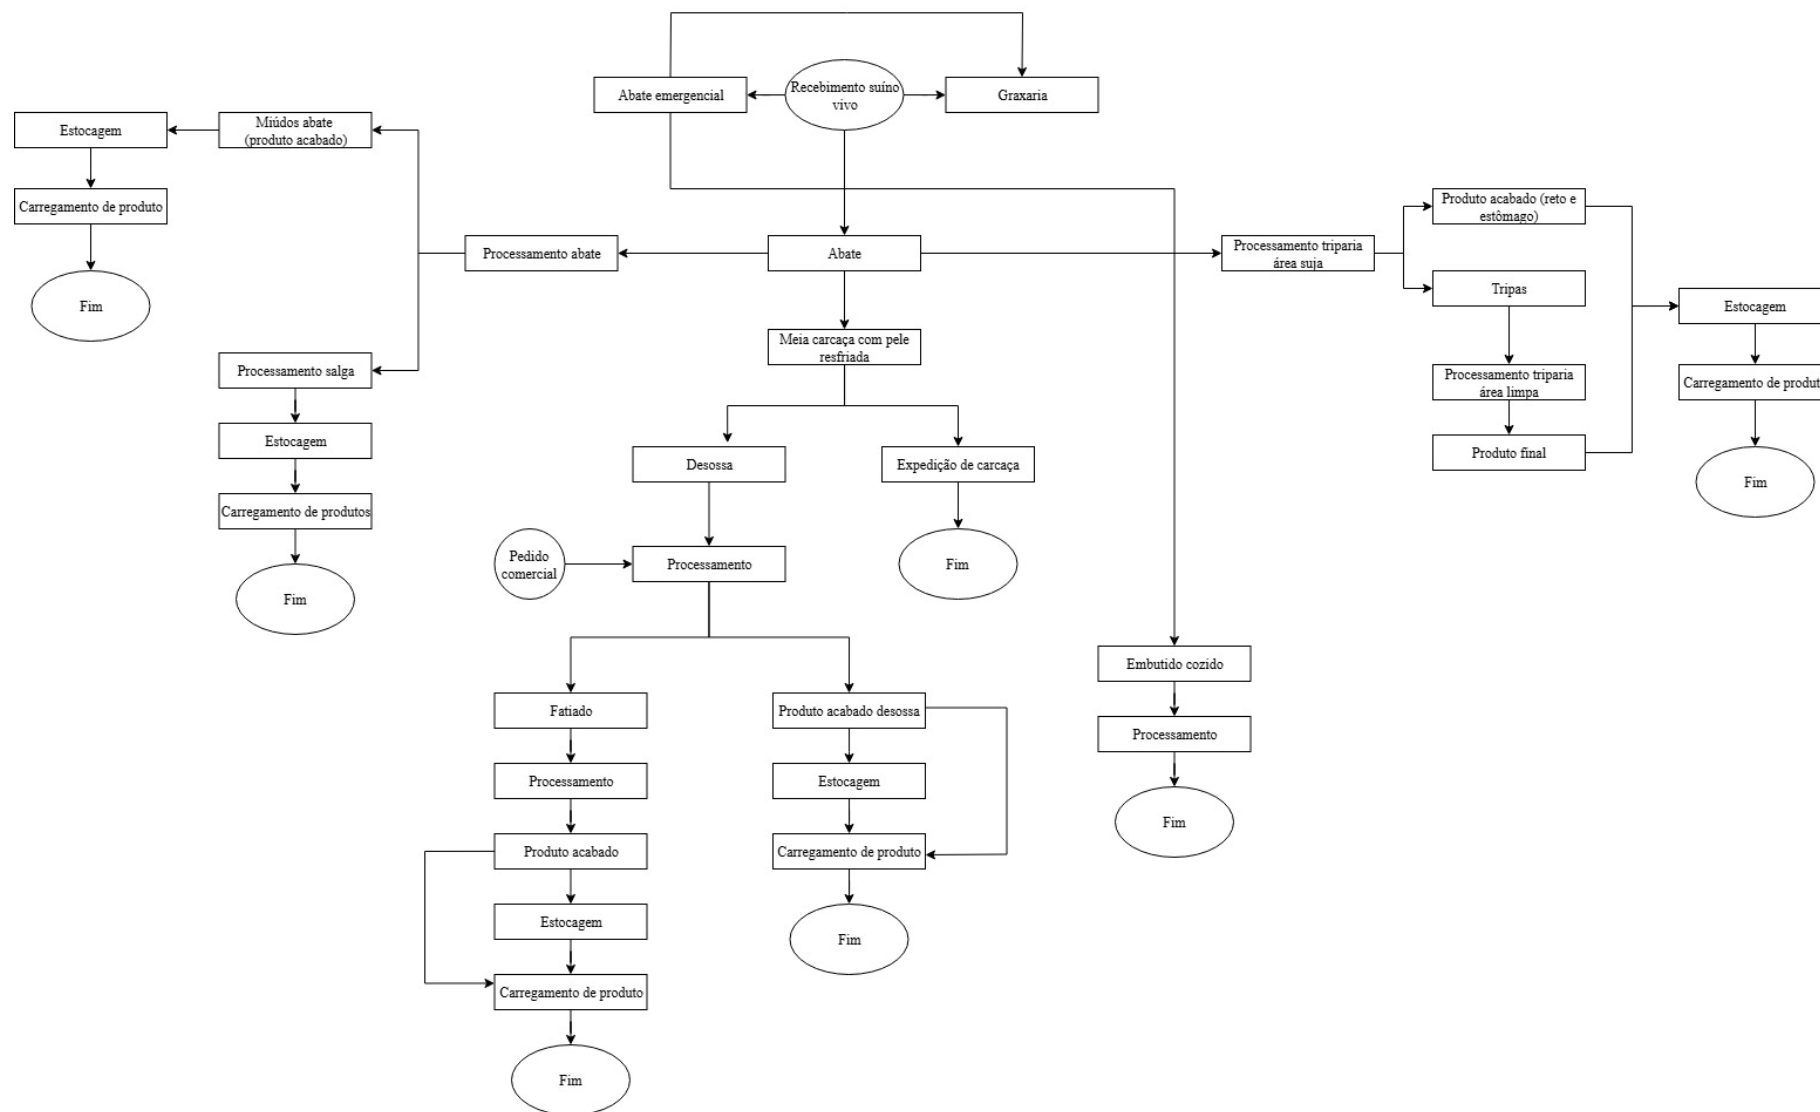 Abate emergencial
Recebimento suíno
vivo
Graxaria
Estocagem
Miúdos abate
(produto acabado)
Carregamento de produto
Fim
Processamento abate
Abate
Processamento triparia
área suja
Produto acabado (reto e
estômago)
Tripas
Estocagem
Processamento triparia
área limpa
Carregamento de produt
Produto final
Fim
Meia carcaça com pele
resfriada
Processamento salga
Estocagem
Carregamento de produtos
Fim
Desossa
Expedição de carcaça
Pedido
comercial
Processamento
Fim
Embutido cozido
Processamento
Fim
Fatiado
Produto acabado desossa
Processamento
Estocagem
Produto acabado
Carregamento de produto
Estocagem
Fim
Carregamento de produto
Fim